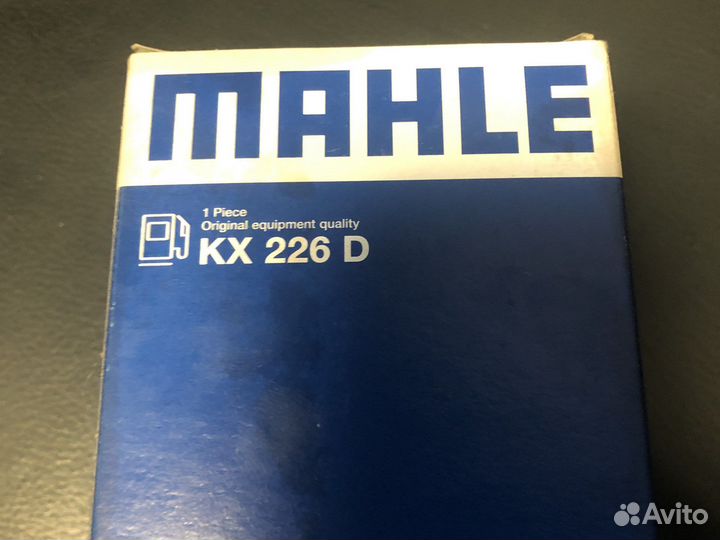 MAHLE
1 Piece
Original equipment quality
KX 226 D
Avito